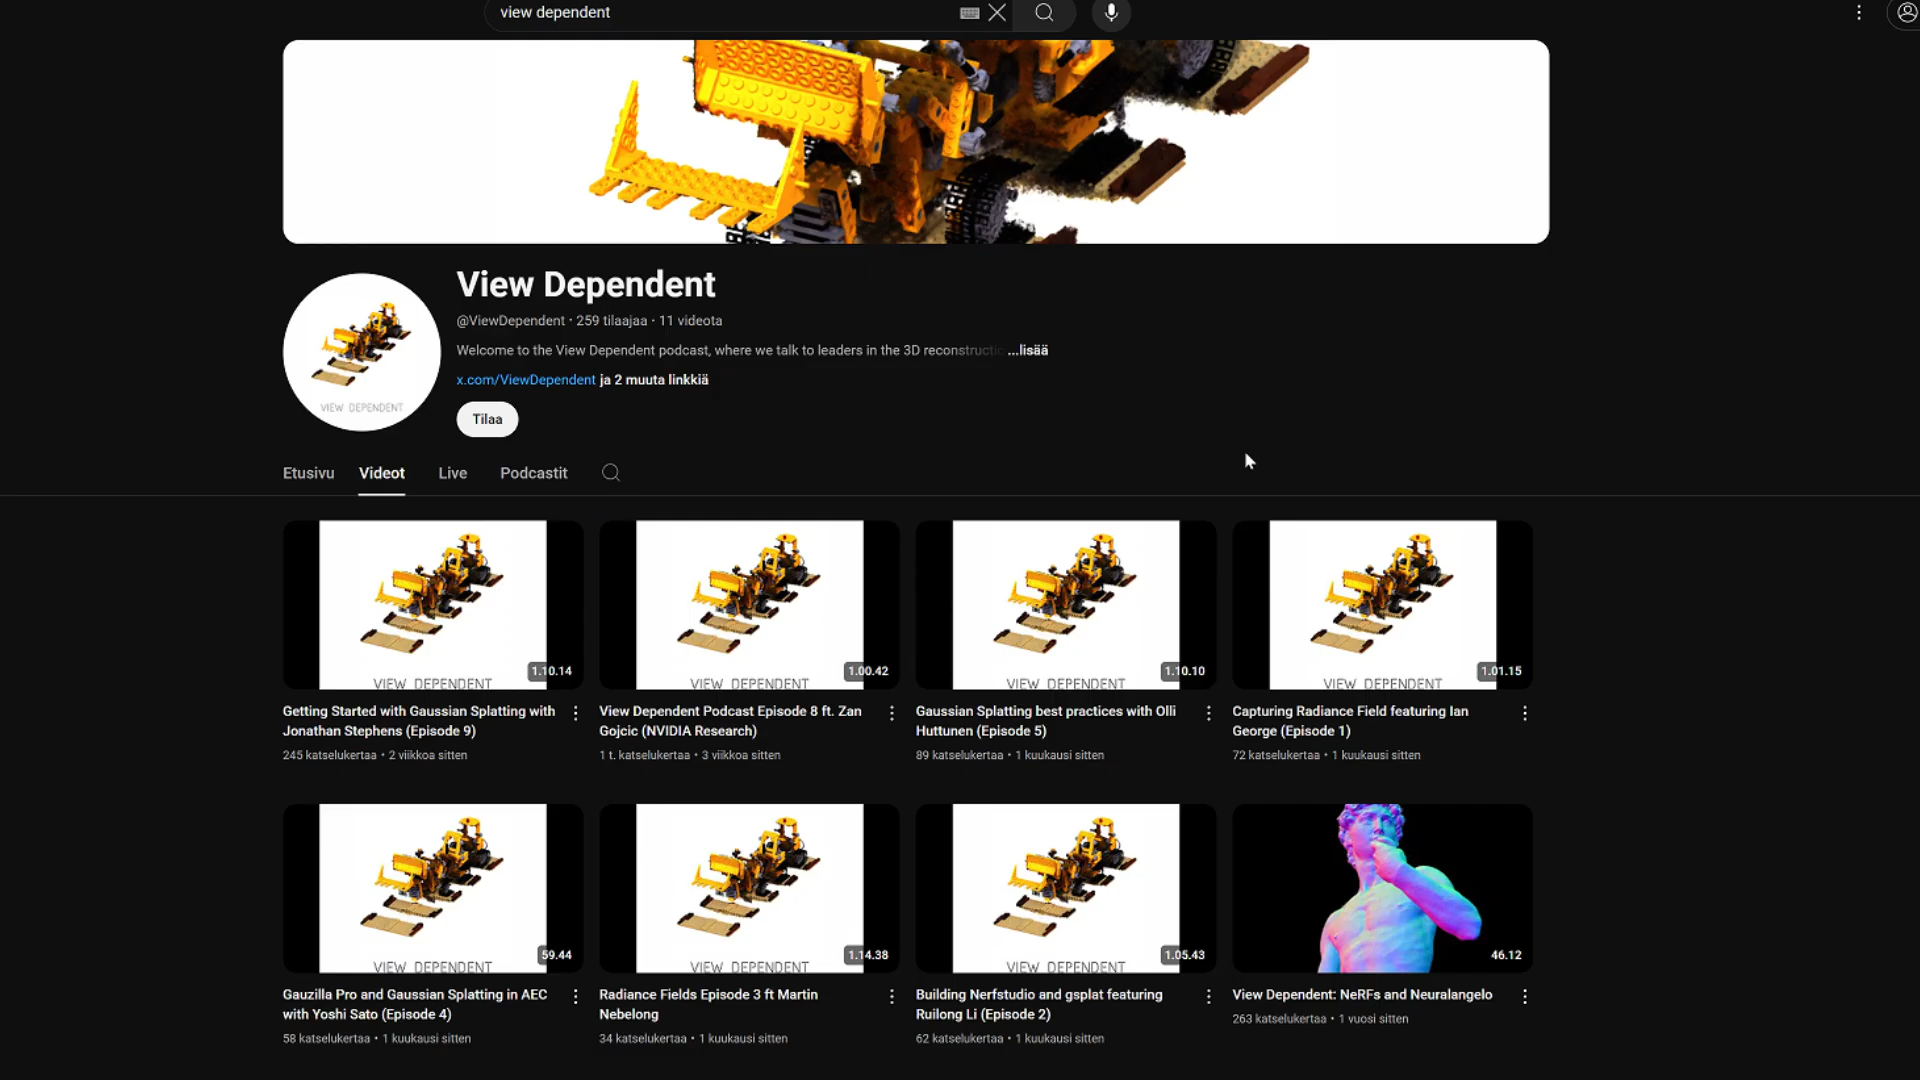 view dependent
View Dependent
@ViewDependent · 259 tilaajaa · 11 videota
Welcome to the View Dependent podcast, where we talk to leaders in the 3D reconstructio ...lisää
x.com/ViewDependent ja 2 muuta linkkiä
VIEW DEPENDENT
Tilaa
Etusivu Videot Live Podcastit
1.10.14 1.00.42 1.10.10 1.01.15
VIEW DEPENDENT VIEW DEPENDENT VIEW DEPENDENT VIEW DEPENDENT
Getting Started with Gaussian Splatting with
Jonathan Stephens (Episode 9)
245 katselukertaa • 2 viikkoa sitten
View Dependent Podcast Episode 8 ft. Zan
Gojcic (NVIDIA Research)
1 t. katselukertaa • 3 viikkoa sitten
Gaussian Splatting best practices with Olli
Huttunen (Episode 5)
89 katselukertaa • 1 kuukausi sitten
Capturing Radiance Field featuring Ian
George (Episode 1)
72 katselukertaa • 1 kuukausi sitten
59.44 1.14.38 1.05.43 46.12
VIEW DEPENDENT VIEW DEPENDENT VIEW DEPENDENT
Gauzilla Pro and Gaussian Splatting in AEC
with Yoshi Sato (Episode 4)
58 katselukertaa • 1 kuukausi sitten
Radiance Fields Episode 3 ft Martin
Nebelong
34 katselukertaa • 1 kuukausi sitten
Building Nerfstudio and gsplat featuring
Ruilong Li (Episode 2)
62 katselukertaa • 1 kuukausi sitten
View Dependent: NeRFs and Neuralangelo
263 katselukertaa • 1 vuosi sitten